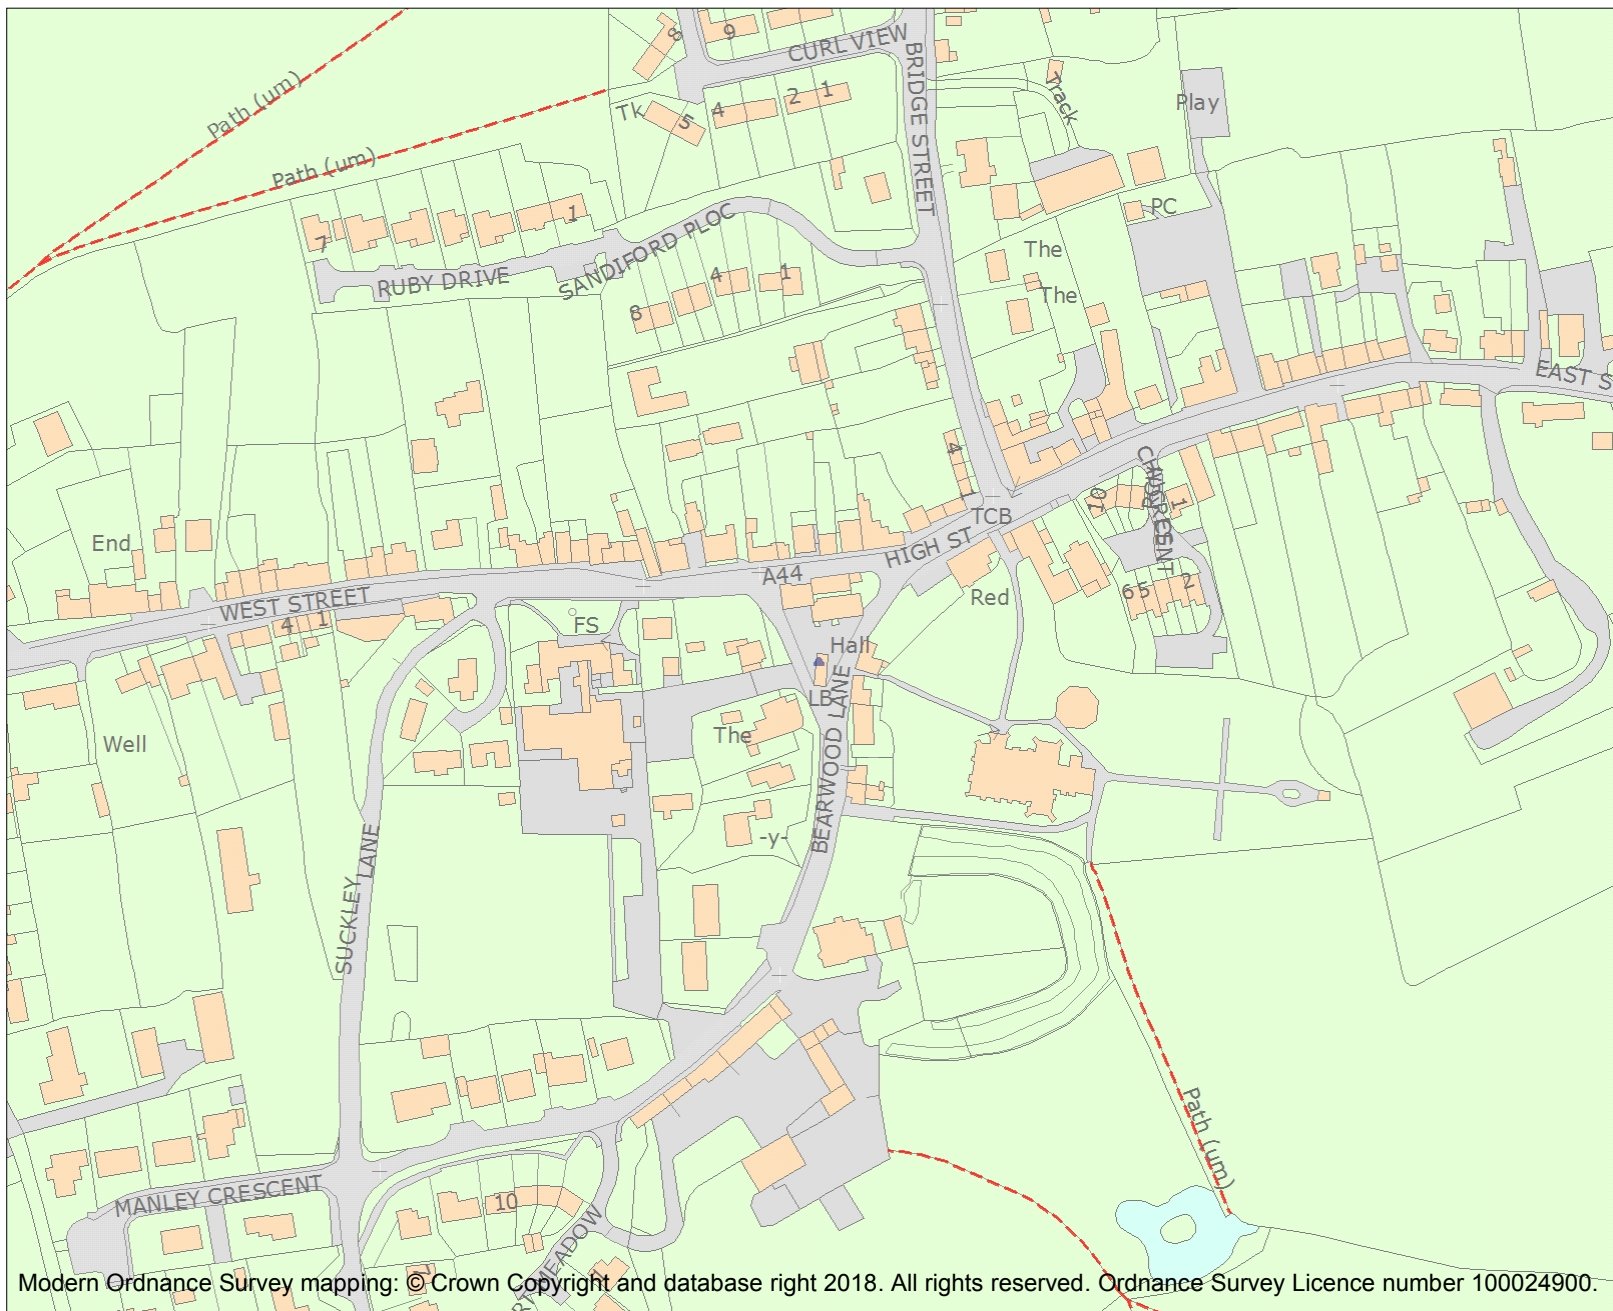 8
9
CURL VIEW
BRIDGE STREET
Track
Play
Path (um)
Path (um)
Tk
5
4
2
1
PC
1
7
SANDIFORD PLOC
RUBY DRIVE
4
1
8
The
The
EAST S
4
1
TCB
HIGH ST
10
1
End
A44
WEST STREET
4
1
FS
Red
6
5
2
Hall
LB
BEARWOOD LANE
Well
The
-y-
SUCKLEY LANE
Path (um)
MANLEY CRESCENT
10
MEADOW
Modern Ordnance Survey mapping: © Crown Copyright and database right 2018. All rights reserved. Ordnance Survey Licence number 100024900.